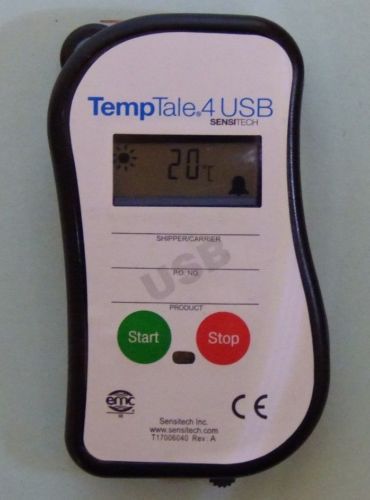 TempTale®4 USB
SENSITECH
20°C
SHIPPER/CARRIER
P.O. NO.
USB
PRODUCT
Start
Stop
emc
Sensitech Inc.
www.sensitech.com
T17006040 Rev. A
CE